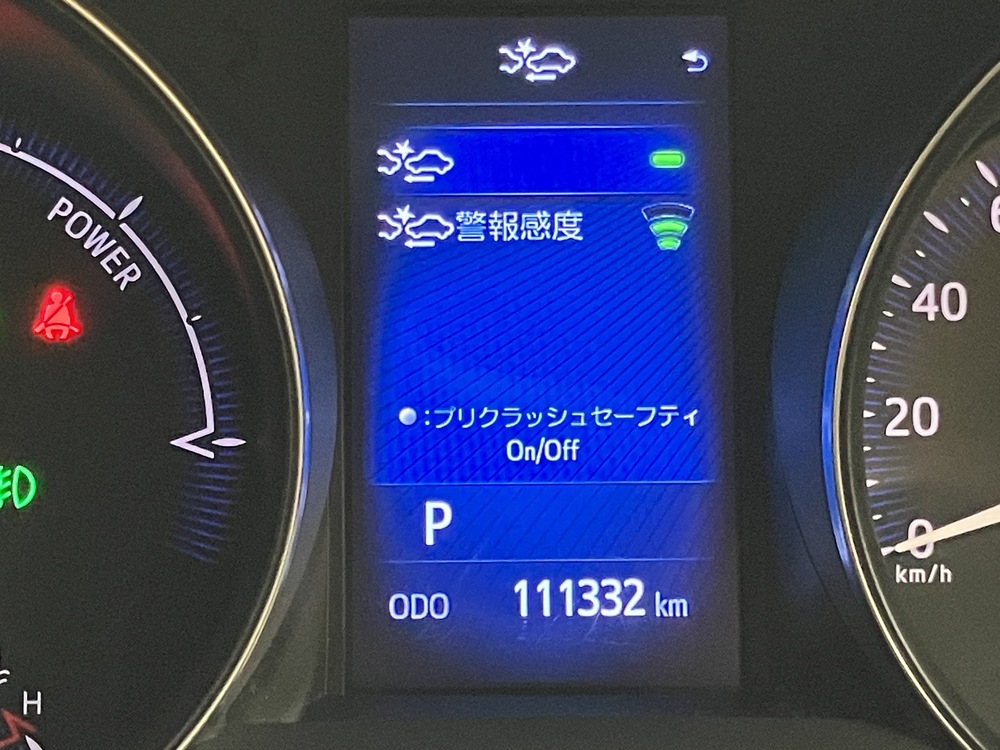 POWER
警報感度
:プリクラッシュセーフティ
On/Off
P
ODO 111332 km
40
20
0
km/h
H